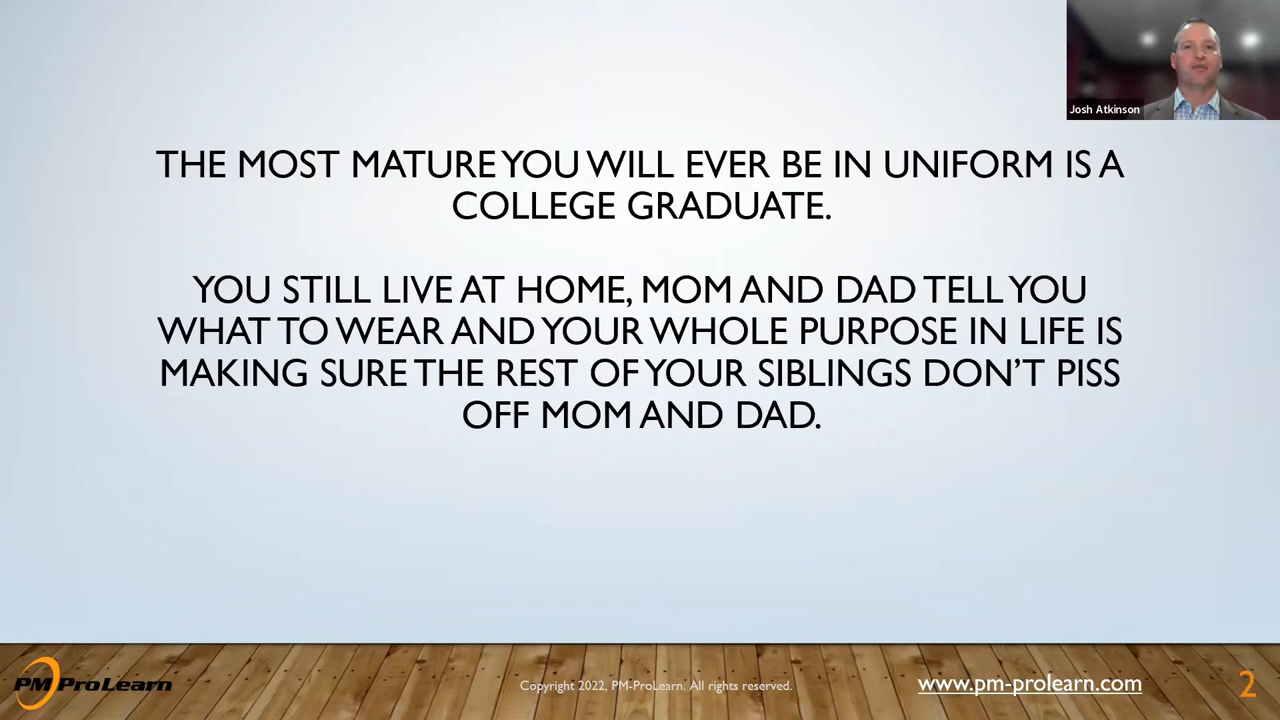 Josh Atkinson
THE MOST MATURE YOU WILL EVER BE IN UNIFORM IS A
COLLEGE GRADUATE.
YOU STILL LIVE AT HOME, MOM AND DAD TELL YOU
WHAT TO WEAR AND YOUR WHOLE PURPOSE IN LIFE IS
MAKING SURE THE REST OF YOUR SIBLINGS DON’T PISS
OFF MOM AND DAD.
PM ProLearn
Copyright 2022, PM-ProLearn. All rights reserved.
www.pm-prolearn.com
2